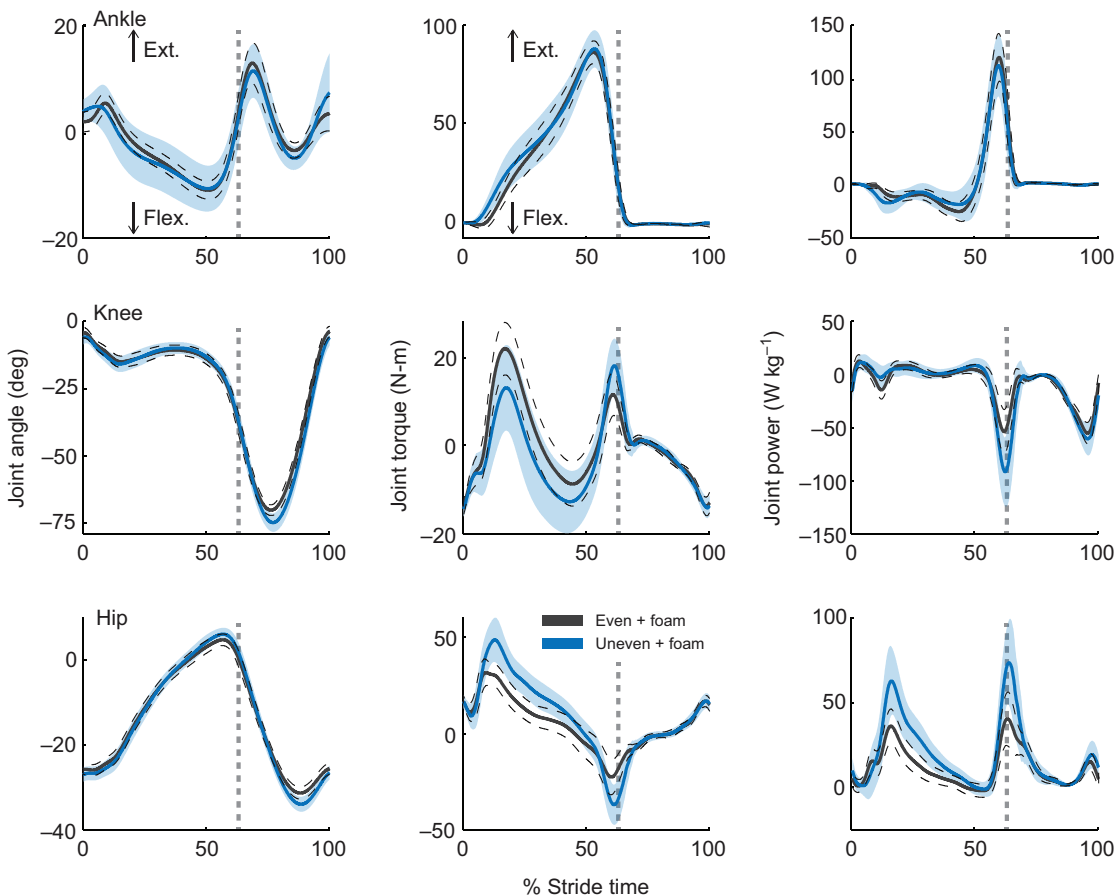 Ankle
20
0
–20
Ext.
Flex.
0 50 100
100
50
0
Ext.
Flex.
0 50 100
150
100
50
0
–50
0 50 100
Knee
0
–25
–50
–75
0 50 100
20
0
–20
0 50 100
50
0
–50
–100
–150
0 50 100
Joint angle (deg)
Joint torque (N-m)
Joint power (W kg–1)
Hip
0
–20
–40
0 50 100
50
0
–50
Even + foam
Uneven + foam
0 50 100
100
50
0
0 50 100
% Stride time